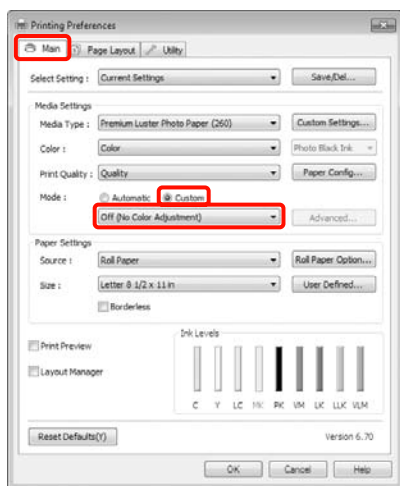 Printing Preferences
Main Page Layout Utility
Select Setting : Current Settings Save/Del...
Media Settings
Media Type : Premium Luster Photo Paper (260) Custom Settings...
Color : Color Photo Black Ink
Print Quality : Quality Paper Config...
Mode : Automatic Custom
Off (No Color Adjustment) Advanced...
Paper Settings
Source : Roll Paper Roll Paper Option...
Size : Letter 8 1/2 x 11 in User Defined...
Borderless
Ink Levels
Print Preview
Layout Manager
C Y LC MK PK VM LK LLK VLM
Reset Defaults(Y) Version 6.70
OK Cancel Help